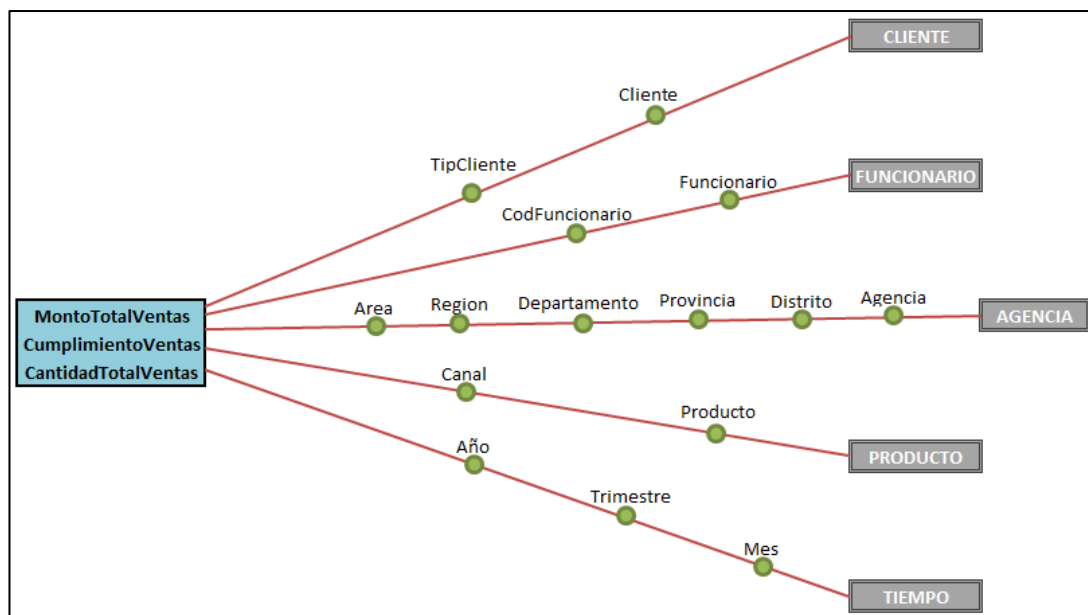 CLIENTE
Cliente
TipCliente
FUNCIONARIO
Funcionario
CodFuncionario
Area
Region
Departamento
Provincia
Distrito
Agencia
AGENCIA
MontoTotalVentas
CumplimientoVentas
CantidadTotalVentas
Canal
Producto
PRODUCTO
Año
Trimestre
Mes
TIEMPO